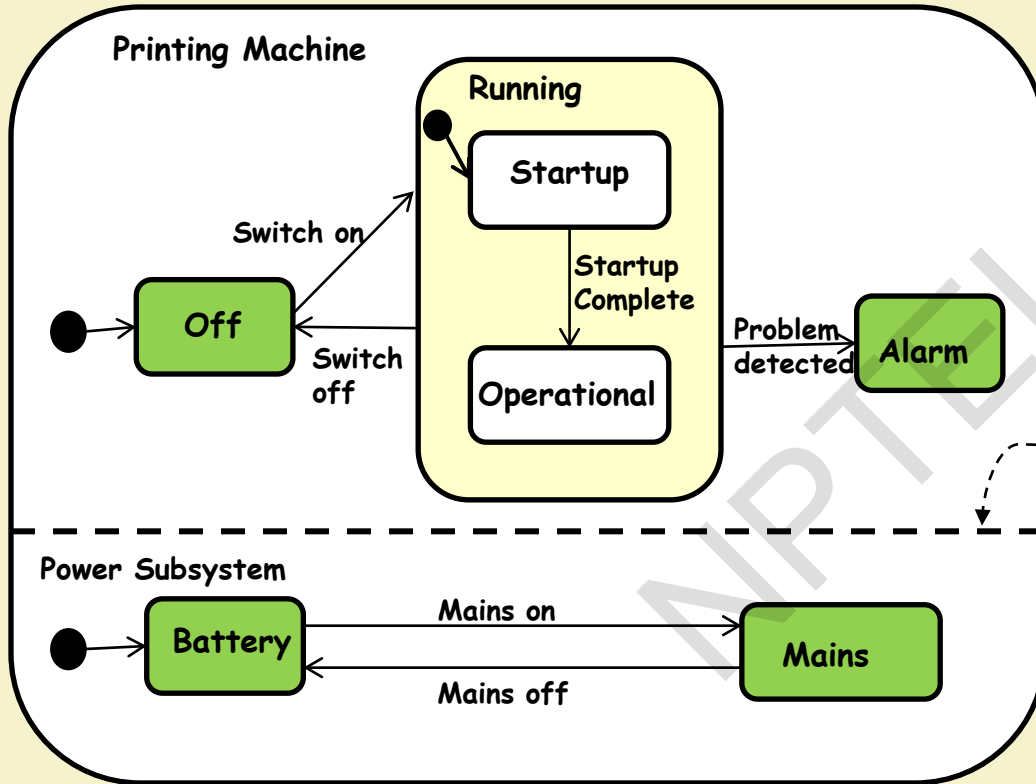 Printing Machine
Running
Startup
Switch on
Startup
Complete
Off
Switch
off
Problem
detected
Alarm
Operational
Power Subsystem
Battery
Mains on
Mains
Mains off
NPTEL